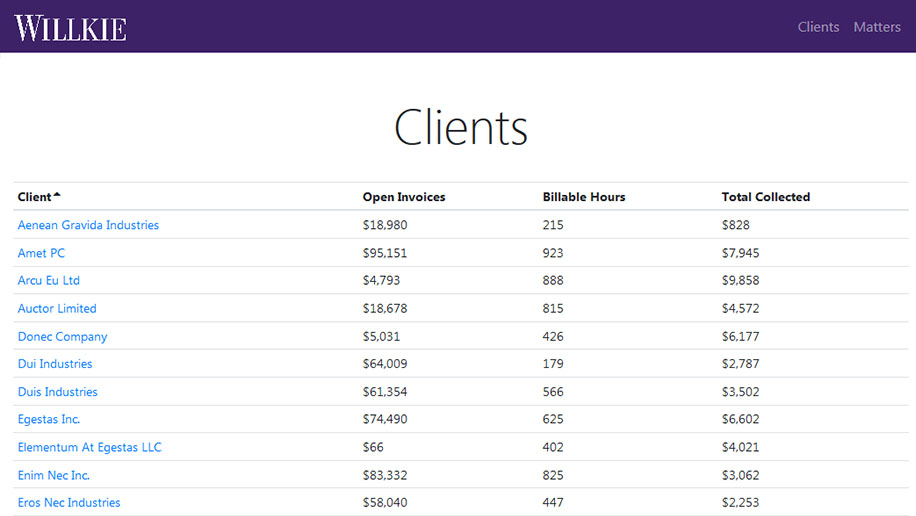 WILLKIE Clients Matters
Clients
Client Open Invoices Billable Hours Total Collected
Aenean Gravida Industries $18,980 215 $828
Amet PC $95,151 923 $7,945
Arcu Eu Ltd $4,793 888 $9,858
Auctor Limited $18,678 815 $4,572
Donec Company $5,031 426 $6,177
Dui Industries $64,009 179 $2,787
Duis Industries $61,354 566 $3,502
Egestas Inc. $74,490 625 $6,602
Elementum At Egestas LLC $66 402 $4,021
Enim Nec Inc. $83,332 825 $3,062
Eros Nec Industries $58,040 447 $2,253